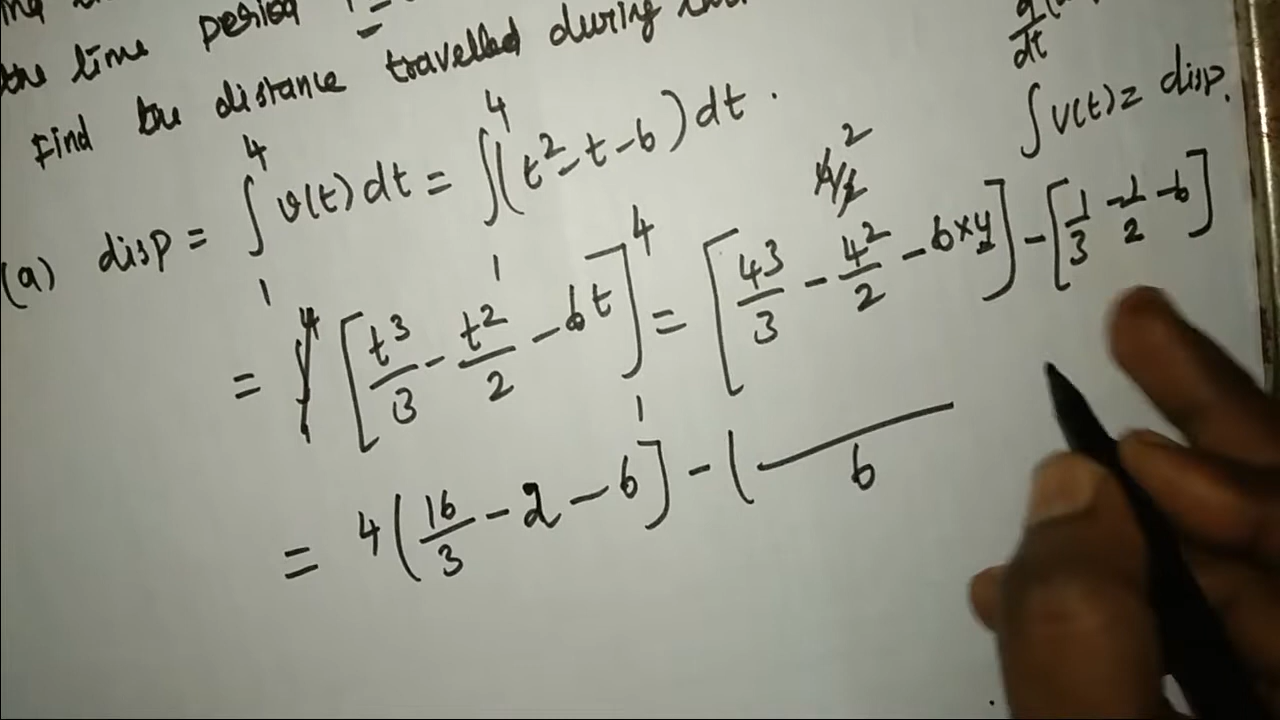 the time period
Find the distance travelled during
d/dt
∫v(t) = disp.
(a) disp = ∫₁⁴ v(t) dt = ∫₁⁴ (t² - t - 6) dt.
= [t³/3 - t²/2 - 6t]₁⁴ = [4³/3 - 4²/2 - 6×4] - [1/3 - 1/2 - 6]
= 4(16/3 - 2 - 6] - ( /6